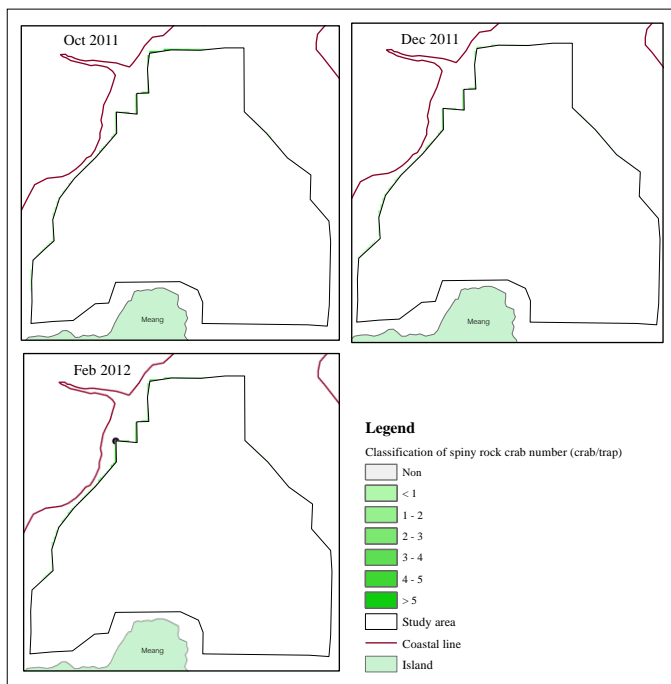 Oct 2011
Dec 2011
Meang
Meang
Feb 2012
Meang
Legend
Classification of spiny rock crab number (crab/trap)
Non
< 1
1 - 2
2 - 3
3 - 4
4 - 5
> 5
Study area
Coastal line
Island